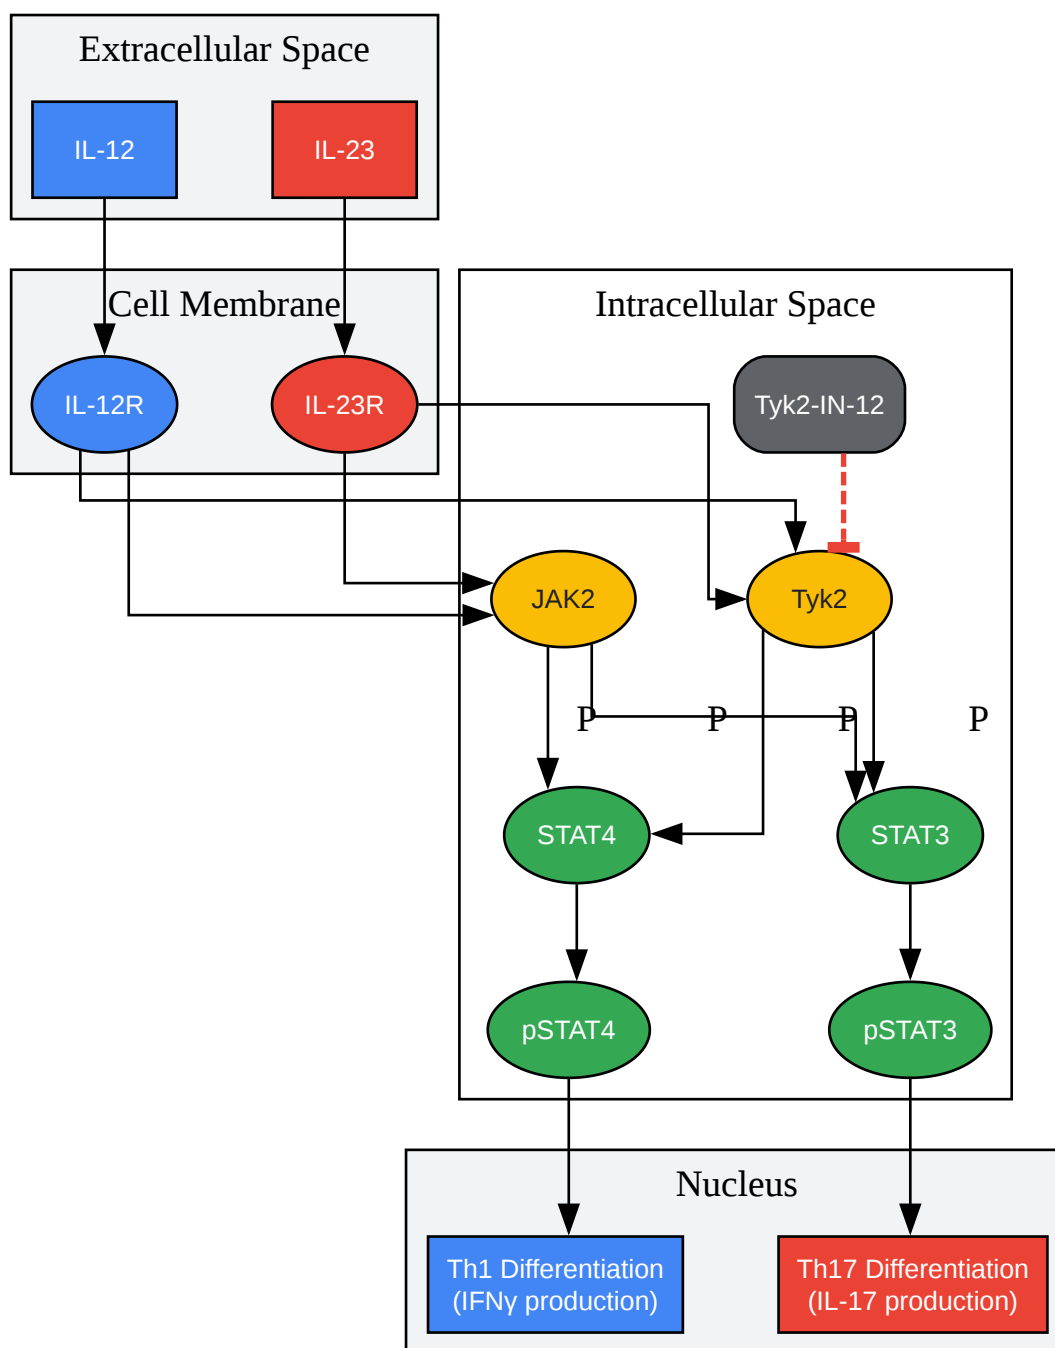 Extracellular Space
IL-12
IL-23
Cell Membrane
Intracellular Space
IL-12R
IL-23R
Tyk2-IN-12
JAK2
Tyk2
P
P
P
P
STAT4
STAT3
pSTAT4
pSTAT3
Nucleus
Th1 Differentiation
(IFNγ production)
Th17 Differentiation
(IL-17 production)